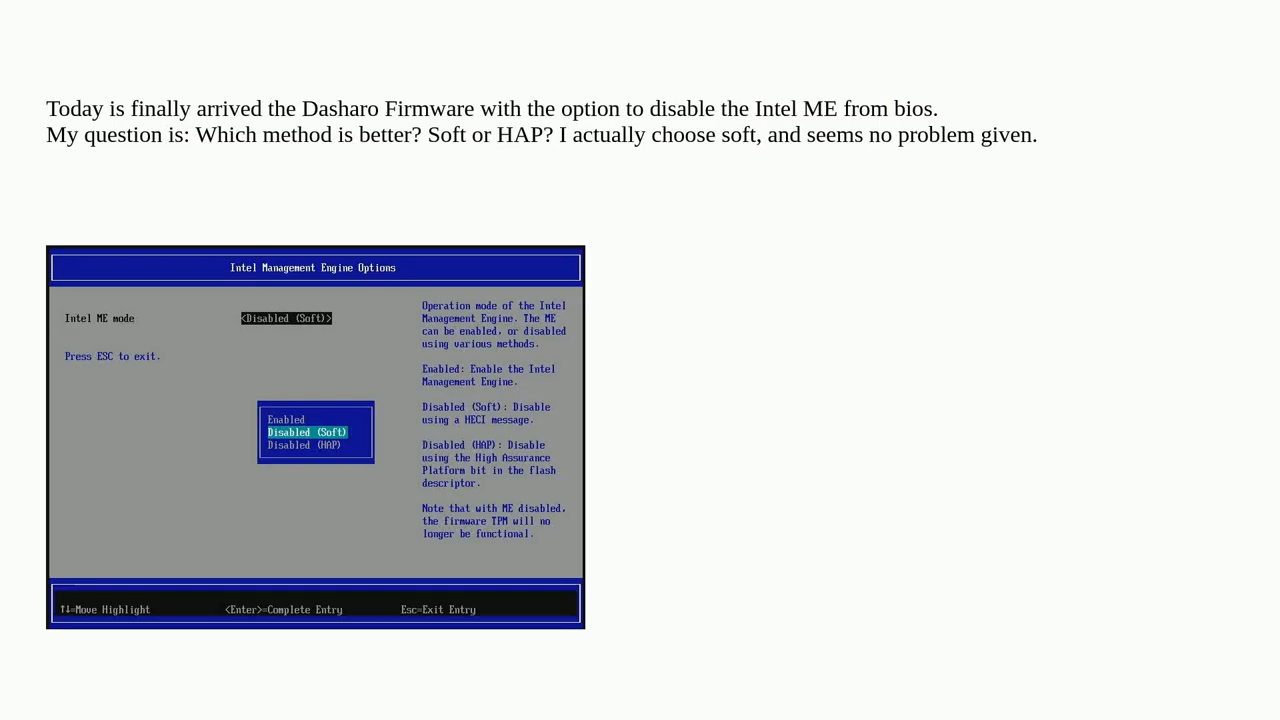 Today is finally arrived the Dasharo Firmware with the option to disable the Intel ME from bios.
My question is: Which method is better? Soft or HAP? I actually choose soft, and seems no problem given.
Intel Management Engine Options
Intel ME mode
<Disabled (Soft)>
Press ESC to exit.
Enabled
Disabled (Soft)
Disabled (HAP)
Operation mode of the Intel
Management Engine. The ME
can be enabled, or disabled
using various methods.
Enabled: Enable the Intel
Management Engine.
Disabled (Soft): Disable
using a HECI message.
Disabled (HAP): Disable
using the High Assurance
Platform bit in the flash
descriptor.
Note that with ME disabled,
the firmware TPM will no
longer be functional.
↑↓=Move Highlight
<Enter>=Complete Entry
Esc=Exit Entry